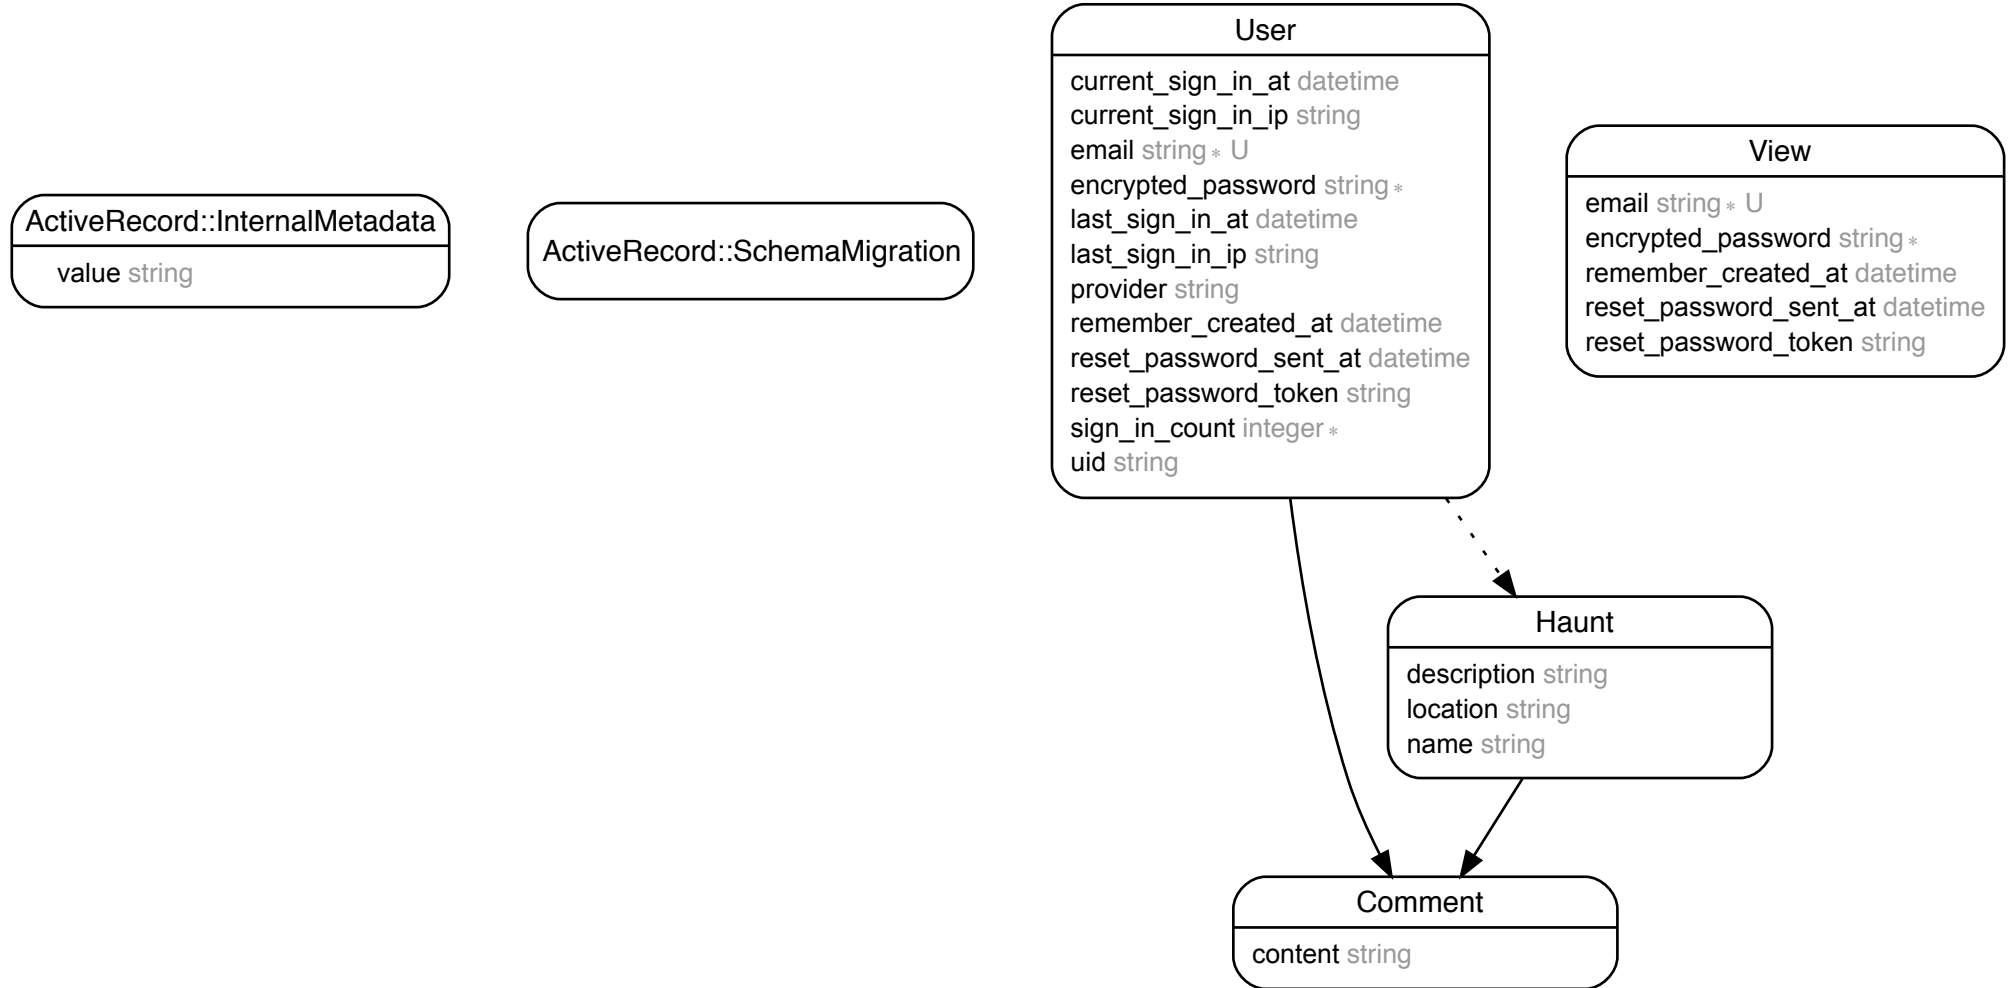 ActiveRecord::InternalMetadata
value string
ActiveRecord::SchemaMigration
User
current_sign_in_at datetime
current_sign_in_ip string
email string * U
encrypted_password string *
last_sign_in_at datetime
last_sign_in_ip string
provider string
remember_created_at datetime
reset_password_sent_at datetime
reset_password_token string
sign_in_count integer *
uid string
View
email string * U
encrypted_password string *
remember_created_at datetime
reset_password_sent_at datetime
reset_password_token string
Haunt
description string
location string
name string
Comment
content string